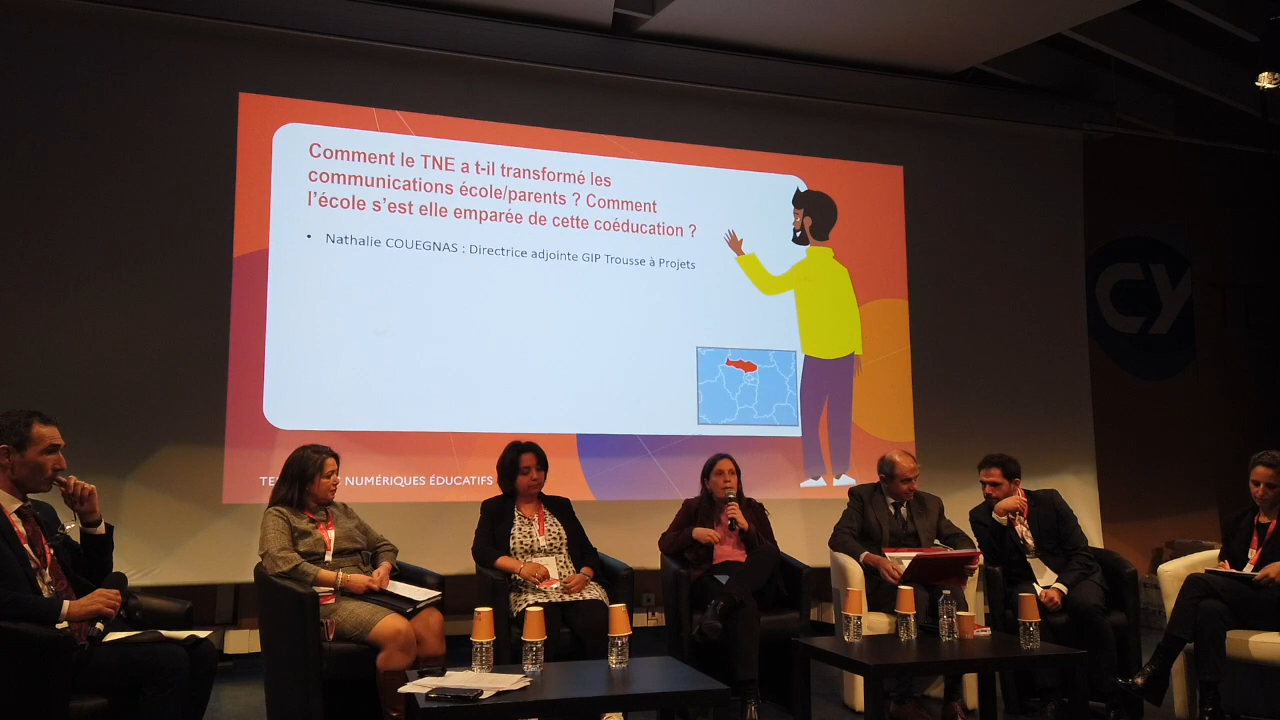 Comment le TNE a t-il transformé les
communications école/parents ? Comment
l'école s'est elle emparée de cette coéducation ?
• Nathalie COUEGNAS : Directrice adjointe GIP Trousse à Projets
CY
NUMÉRIQUES ÉDUCATIFS